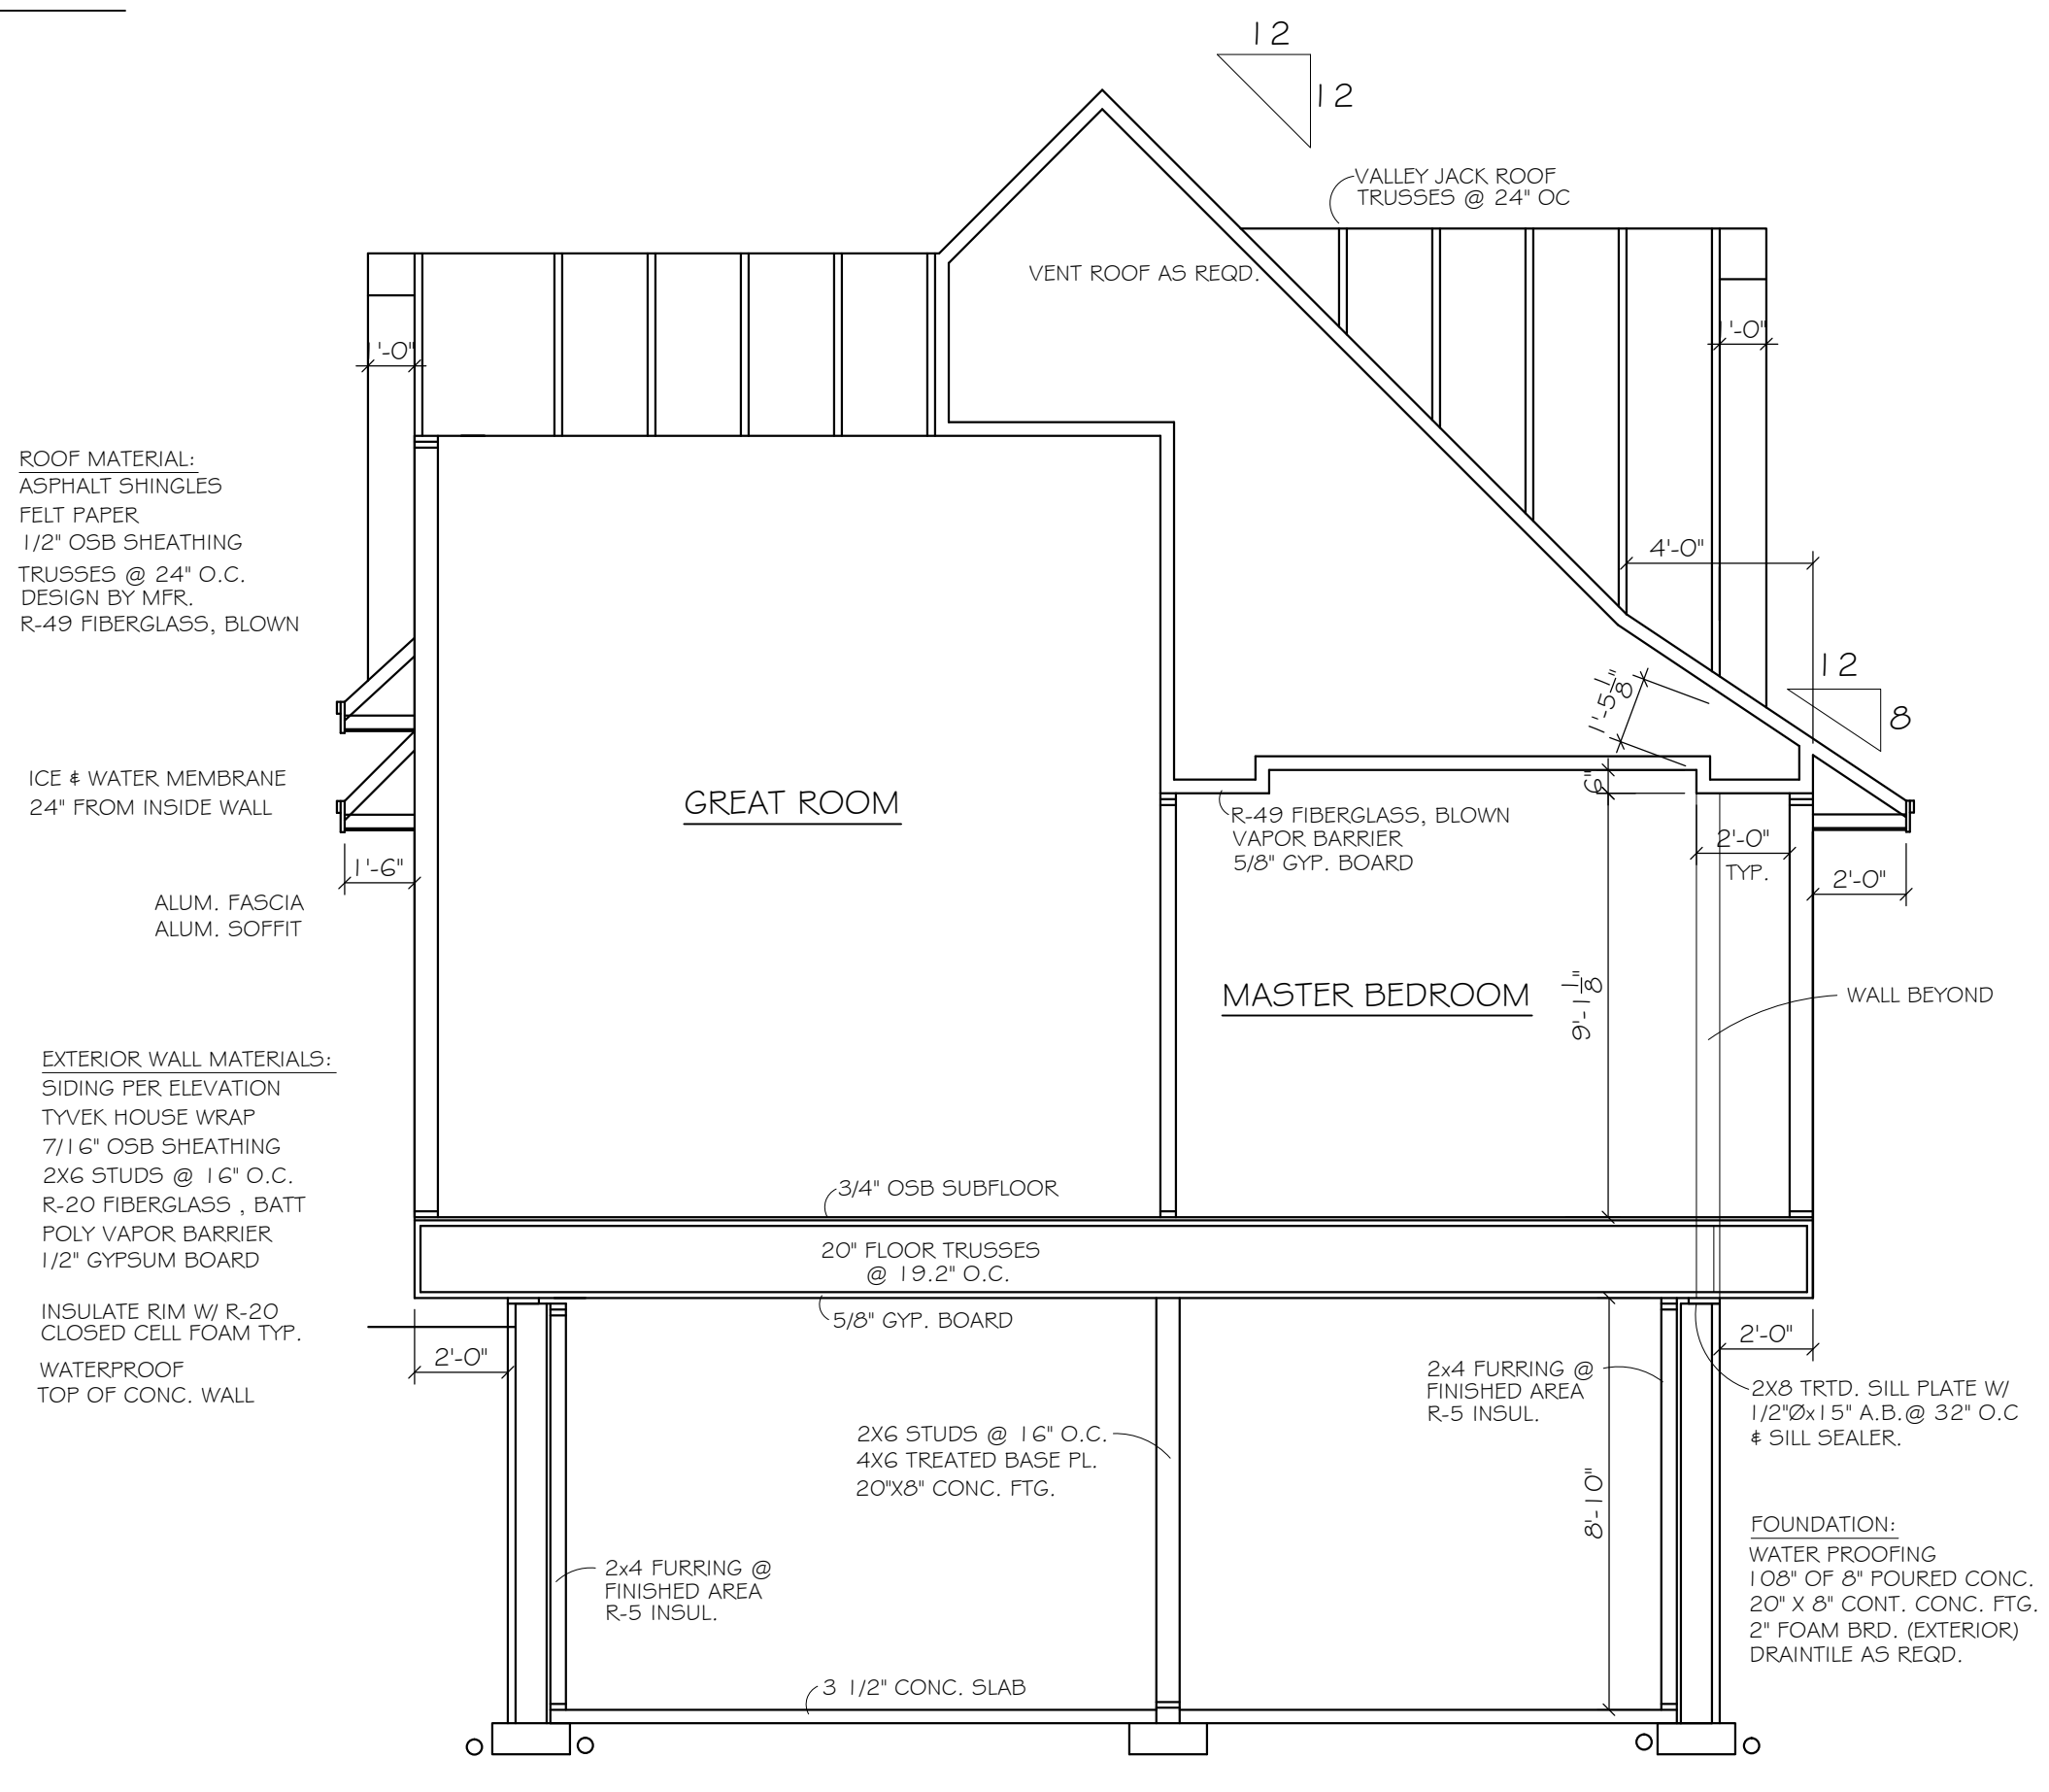 12
12
VALLEY JACK ROOF
TRUSSES @ 24" OC
VENT ROOF AS REQD.
1'-0"
1'-0"
ROOF MATERIAL:
ASPHALT SHINGLES
FELT PAPER
1/2" OSB SHEATHING
TRUSSES @ 24" O.C.
DESIGN BY MFR.
R-49 FIBERGLASS, BLOWN
4'-0"
12
8
1'-5 1/8"
ICE & WATER MEMBRANE
24" FROM INSIDE WALL
GREAT ROOM
6"
R-49 FIBERGLASS, BLOWN
VAPOR BARRIER
5/8" GYP. BOARD
2'-0"
TYP.
2'-0"
1'-6"
ALUM. FASCIA
ALUM. SOFFIT
MASTER BEDROOM
9'-1 1/8"
WALL BEYOND
EXTERIOR WALL MATERIALS:
SIDING PER ELEVATION
TYVEK HOUSE WRAP
7/16" OSB SHEATHING
2X6 STUDS @ 16" O.C.
R-20 FIBERGLASS , BATT
POLY VAPOR BARRIER
1/2" GYPSUM BOARD
3/4" OSB SUBFLOOR
20" FLOOR TRUSSES
@ 19.2" O.C.
5/8" GYP. BOARD
INSULATE RIM W/ R-20
CLOSED CELL FOAM TYP.
WATERPROOF
TOP OF CONC. WALL
2'-0"
2'-0"
2x4 FURRING @
FINISHED AREA
R-5 INSUL.
2X8 TRTD. SILL PLATE W/
1/2"Øx15" A.B.@ 32" O.C
& SILL SEALER.
2X6 STUDS @ 16" O.C.
4X6 TREATED BASE PL.
20"X8" CONC. FTG.
8'-10"
FOUNDATION:
WATER PROOFING
108" OF 8" POURED CONC.
20" X 8" CONT. CONC. FTG.
2" FOAM BRD. (EXTERIOR)
DRAINTILE AS REQD.
2x4 FURRING @
FINISHED AREA
R-5 INSUL.
3 1/2" CONC. SLAB